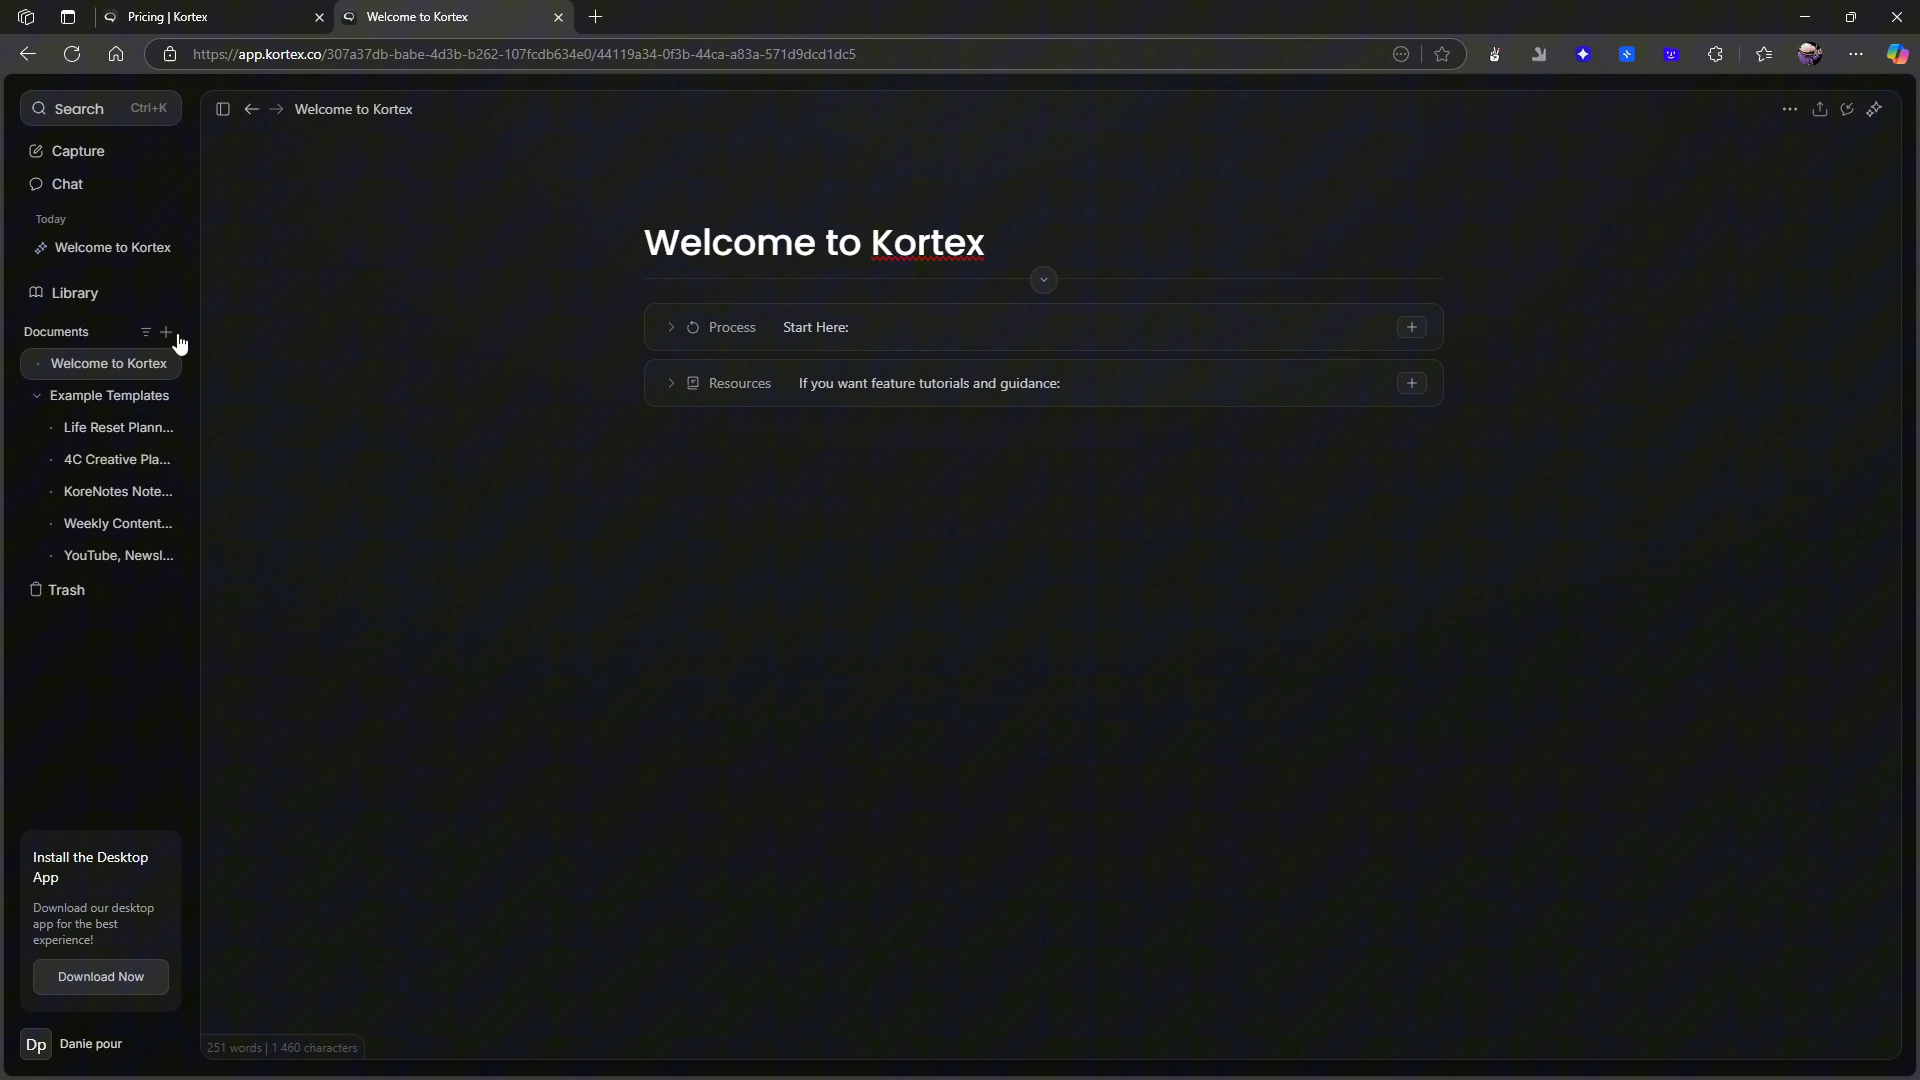 Pricing | Kortex
Welcome to Kortex
https://app.kortex.co/307a37db-babe-4d3b-b262-107fcdb634e0/44119a34-0f3b-44ca-a83a-571d9dcd1dc5
Search Ctrl+K
Welcome to Kortex
Capture
Chat
Today
Welcome to Kortex
Library
Documents
Welcome to Kortex
Example Templates
Life Reset Plann...
4C Creative Pla...
KoreNotes Note...
Weekly Content...
YouTube, Newsl...
Trash
Welcome to Kortex
Process Start Here:
Resources If you want feature tutorials and guidance:
Install the Desktop
App
Download our desktop
app for the best
experience!
Download Now
Dp Danie pour
251 words | 1 460 characters